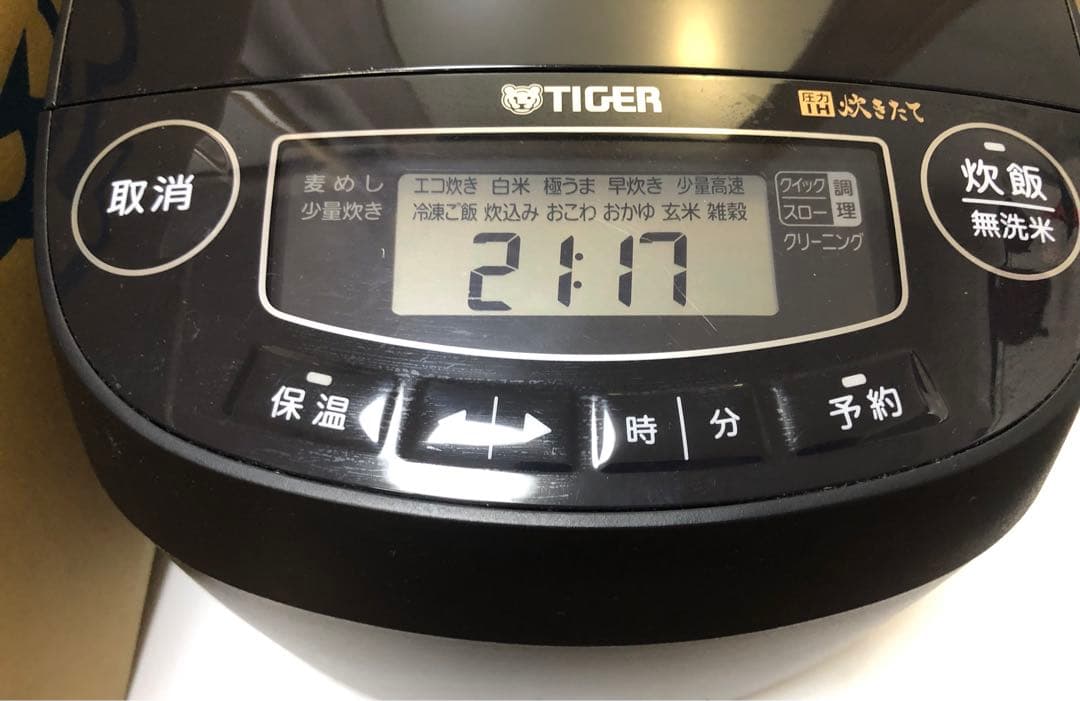 TIGER
圧力IH 炊きたて
取消
麦めし
少量炊き
エコ炊き 白米 極うま 早炊き 少量高速
冷凍ご飯 炊込み おこわ おかゆ 玄米 雑穀
21:17
クイック
スロー
調理
クリーニング
炊飯
無洗米
保温
時 分
予約